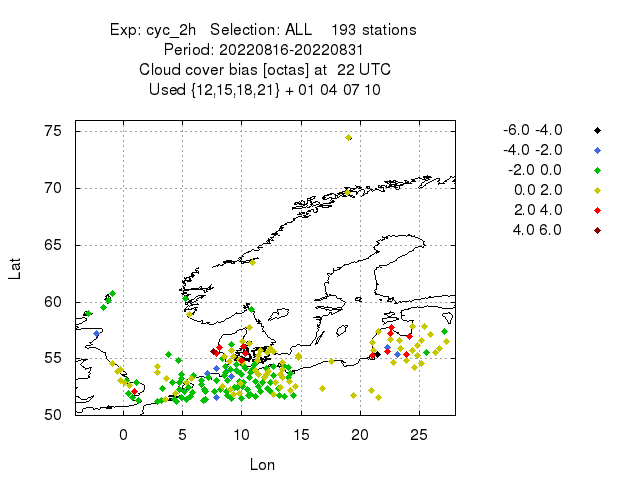 Exp: cyc_2h   Selection: ALL    193 stations
Period: 20220816-20220831
Cloud cover bias [octas] at  22 UTC
Used {12,15,18,21} + 01 04 07 10
-6.0 -4.0
-4.0 -2.0
-2.0 0.0
0.0 2.0
2.0 4.0
4.0 6.0
75
70
65
60
55
50
Lat
0 5 10 15 20 25
Lon